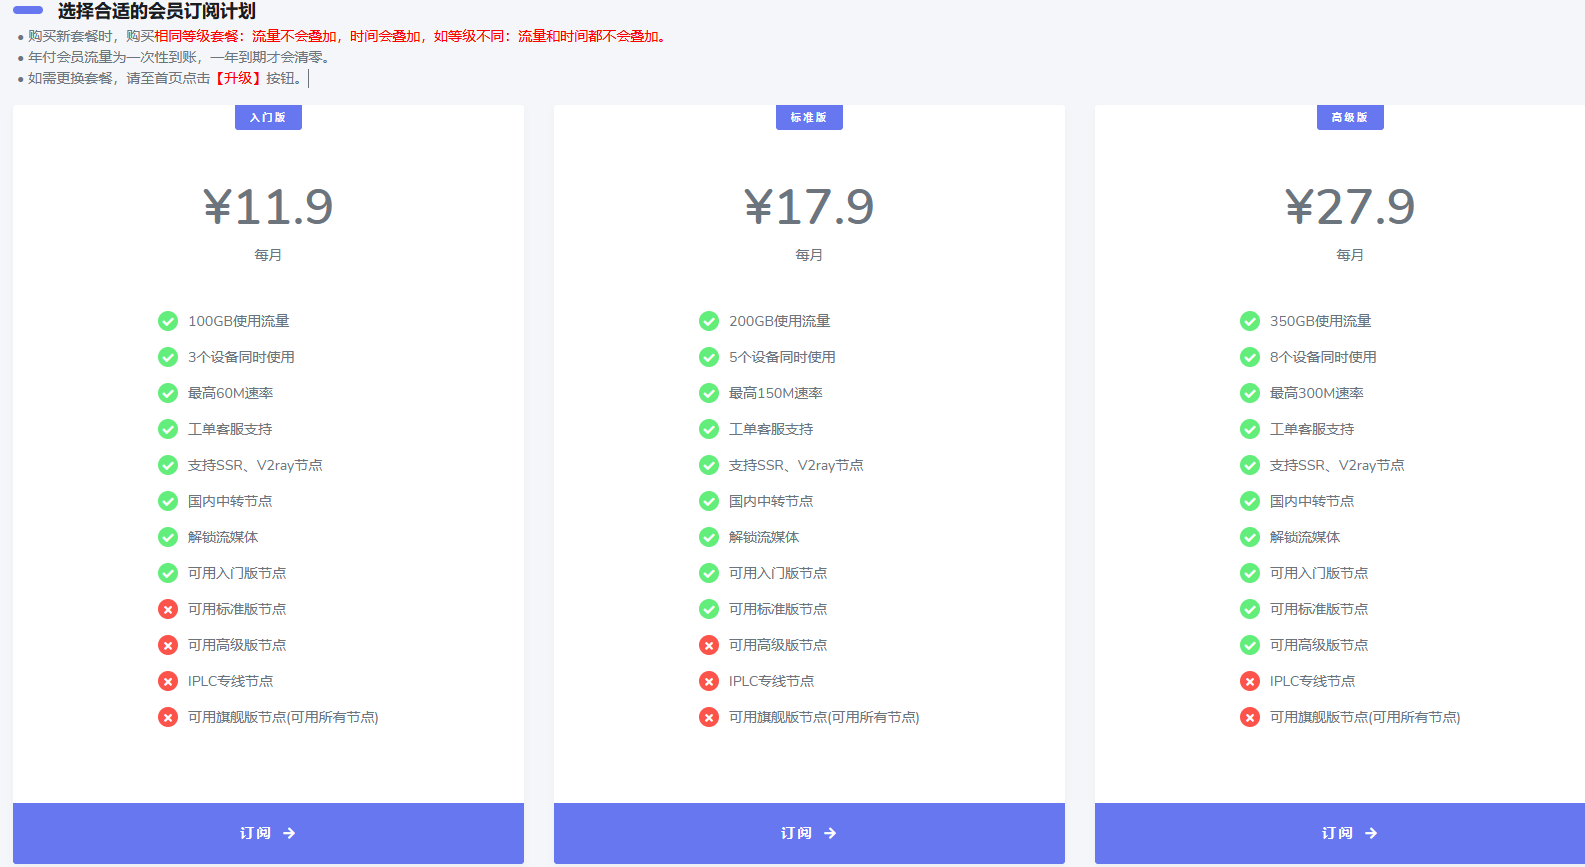 选择合适的会员订阅计划
● 购买新套餐时，购买相同等级套餐：流量不会叠加，时间会叠加，如等级不同：流量和时间都不会叠加。
● 年付会员流量为一次性到账，一年到期才会清零。
● 如需更换套餐，请至首页点击【升级】按钮。
入门版
¥11.9
每月
100GB使用流量
3个设备同时使用
最高60M速率
工单客服支持
支持SSR、V2ray节点
国内中转节点
解锁流媒体
可用入门版节点
可用标准版节点
可用高级版节点
IPLC专线节点
可用旗舰版节点(可用所有节点)
订阅 →
标准版
¥17.9
每月
200GB使用流量
5个设备同时使用
最高150M速率
工单客服支持
支持SSR、V2ray节点
国内中转节点
解锁流媒体
可用入门版节点
可用标准版节点
可用高级版节点
IPLC专线节点
可用旗舰版节点(可用所有节点)
订阅 →
高级版
¥27.9
每月
350GB使用流量
8个设备同时使用
最高300M速率
工单客服支持
支持SSR、V2ray节点
国内中转节点
解锁流媒体
可用入门版节点
可用标准版节点
可用高级版节点
IPLC专线节点
可用旗舰版节点(可用所有节点)
订阅 →